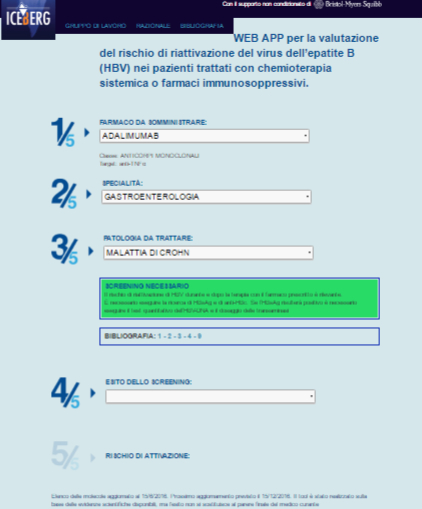 Con il supporto non condizionato di Bristol-Myers Squibb
ICEBERG
GRUPPO DI LAVORO RAZIONALE BIBLIOGRAFIA
WEB APP per la valutazione
del rischio di riattivazione del virus dell'epatite B
(HBV) nei pazienti trattati con chemioterapia
sistemica o farmaci immunosoppressivi.
1/5
FARMACO DA SOMMINISTRARE:
ADALIMUMAB
Classe: ANTICORPI MONOCLONALI
Target: anti-TNF α
2/5
SPECIALITÀ:
GASTROENTEROLOGIA
3/5
PATOLOGIA DA TRATTARE:
MALATTIA DI CROHN
SCREENING NECESSARIO
Il rischio di riattivazione di HBV durante e dopo la terapia con il farmaco prescritto è rilevante.
È necessario eseguire la ricerca di HBsAg e di anti-HBc. Se l'HBsAg risulterà positivo è necessario
eseguire il test quantitativo dell'HBV-DNA e il dosaggio delle transaminasi
BIBLIOGRAFIA: 1 - 2 - 3 - 4 - 9
4/5
ESITO DELLO SCREENING:
5/5
RISCHIO DI ATTIVAZIONE:
Elenco delle molecole aggiornato al 15/6/2016. Prossimo aggiornamento previsto il 15/12/2016. Il tool è stato realizzato sulla
base delle evidenze scientifiche disponibili, ma l'esito non si sostituisce al parere finale del medico curante